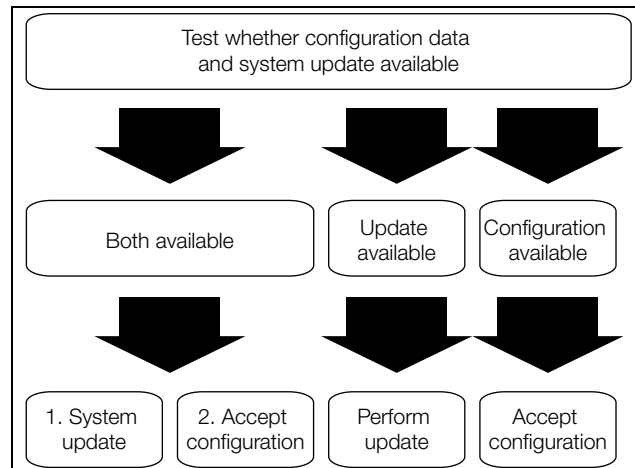 Test whether configuration data
and system update available
Both available
Update
available
Configuration
available
1. System
update
2. Accept
configuration
Perform
update
Accept
configuration